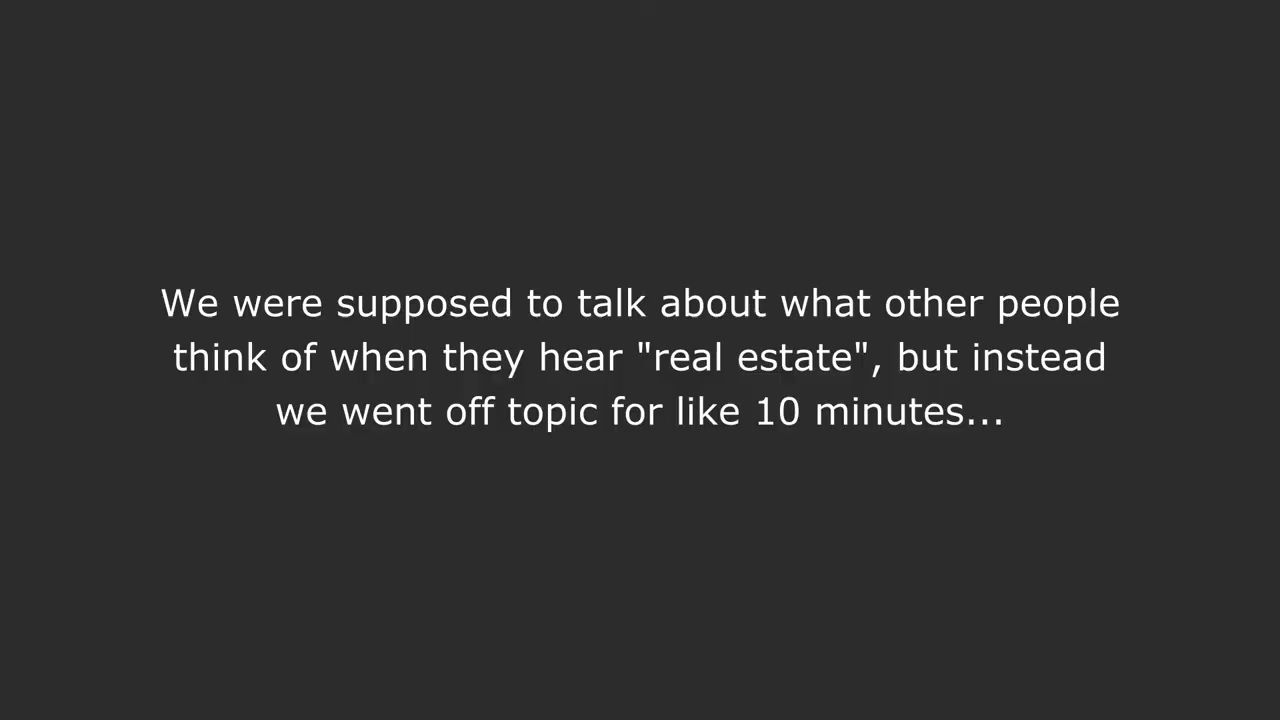 We were supposed to talk about what other people
think of when they hear "real estate", but instead
we went off topic for like 10 minutes...